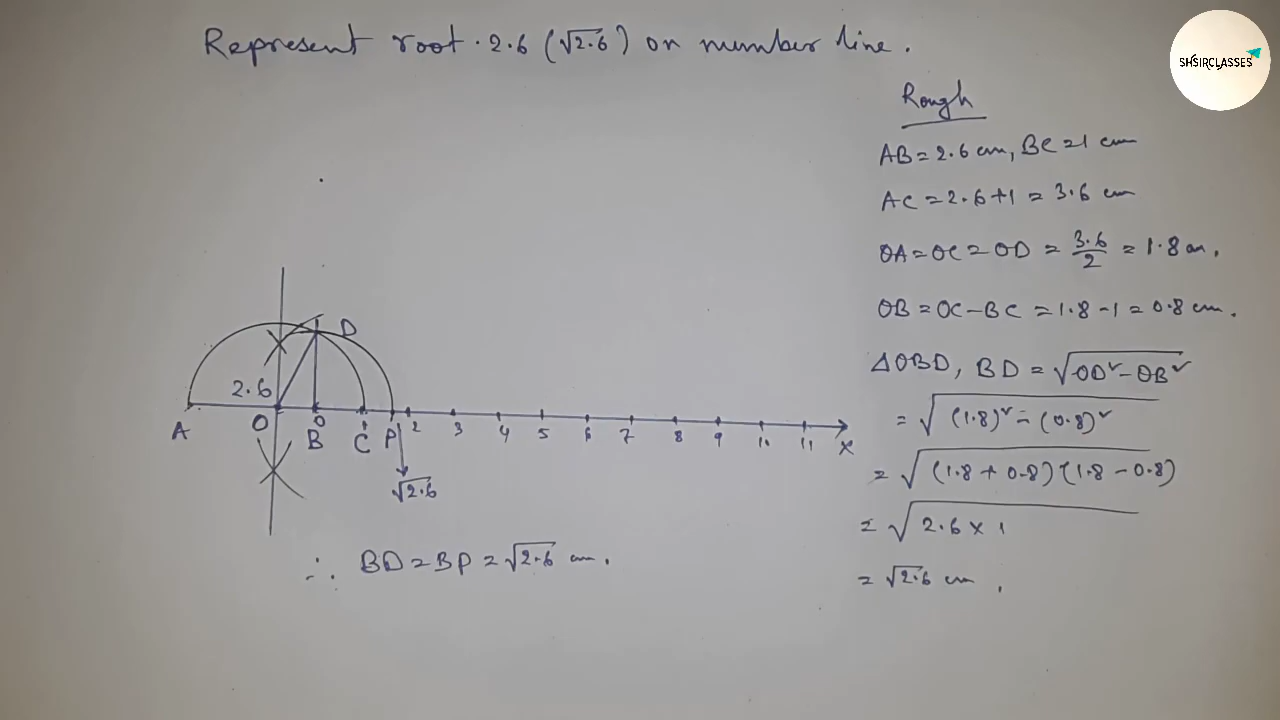 Represent root 2.6 (√2.6) on number line.
SHSIRCLASSES
Rough
AB = 2.6 cm, BC = 1 cm
AC = 2.6 + 1 = 3.6 cm
OA = OC = OD = 3.6/2 = 1.8 cm.
OB = OC - BC = 1.8 - 1 = 0.8 cm.
△OBD, BD = √OD² - OB²
= √(1.8)² - (0.8)²
= √(1.8 + 0.8)(1.8 - 0.8)
= √2.6 x 1
= √2.6 cm.
D
2.6
A O B 0 C 1 P 2 3 4 5 6 7 8 9 10 11 X
√2.6
∴ BD = BP = √2.6 cm.